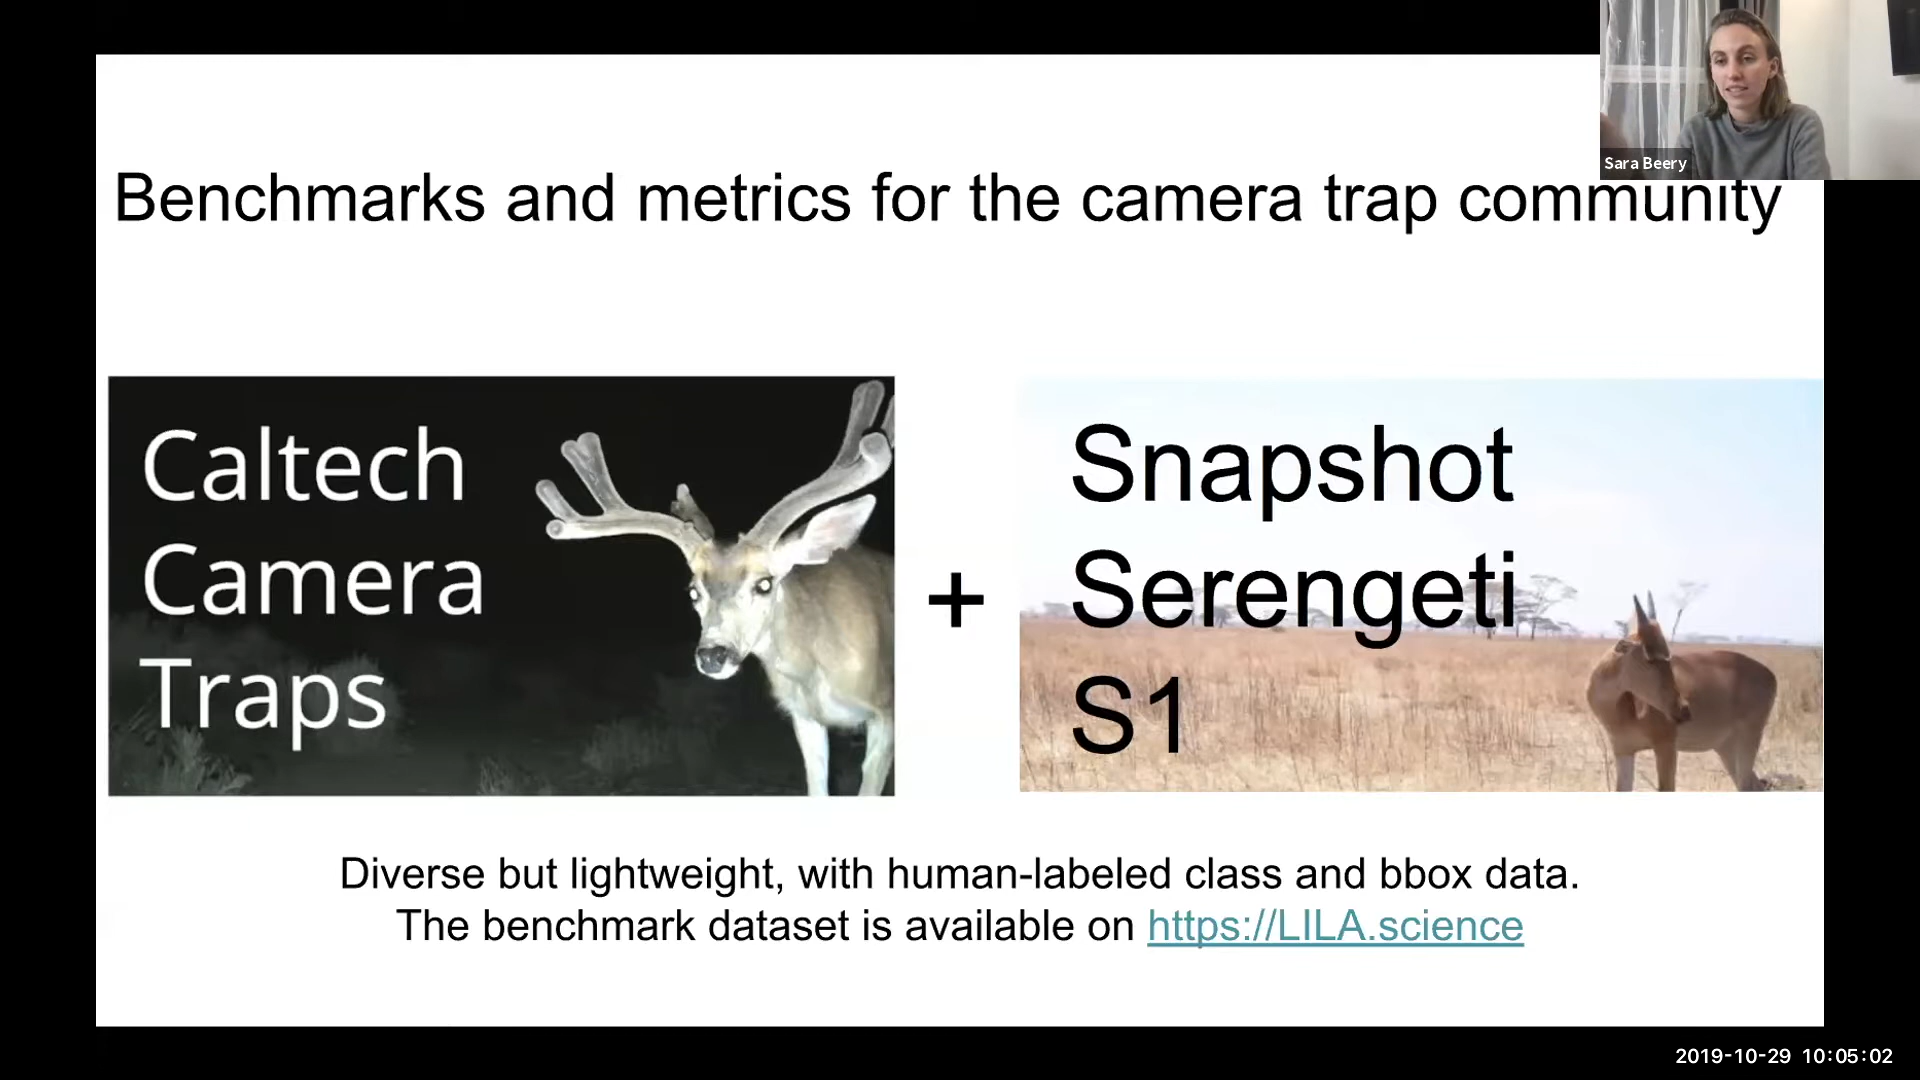 Sara Beery
Benchmarks and metrics for the camera trap community
Caltech
Camera
Traps
+
Snapshot
Serengeti
S1
Diverse but lightweight, with human-labeled class and bbox data.
The benchmark dataset is available on https://LILA.science
2019-10-29 10:05:02